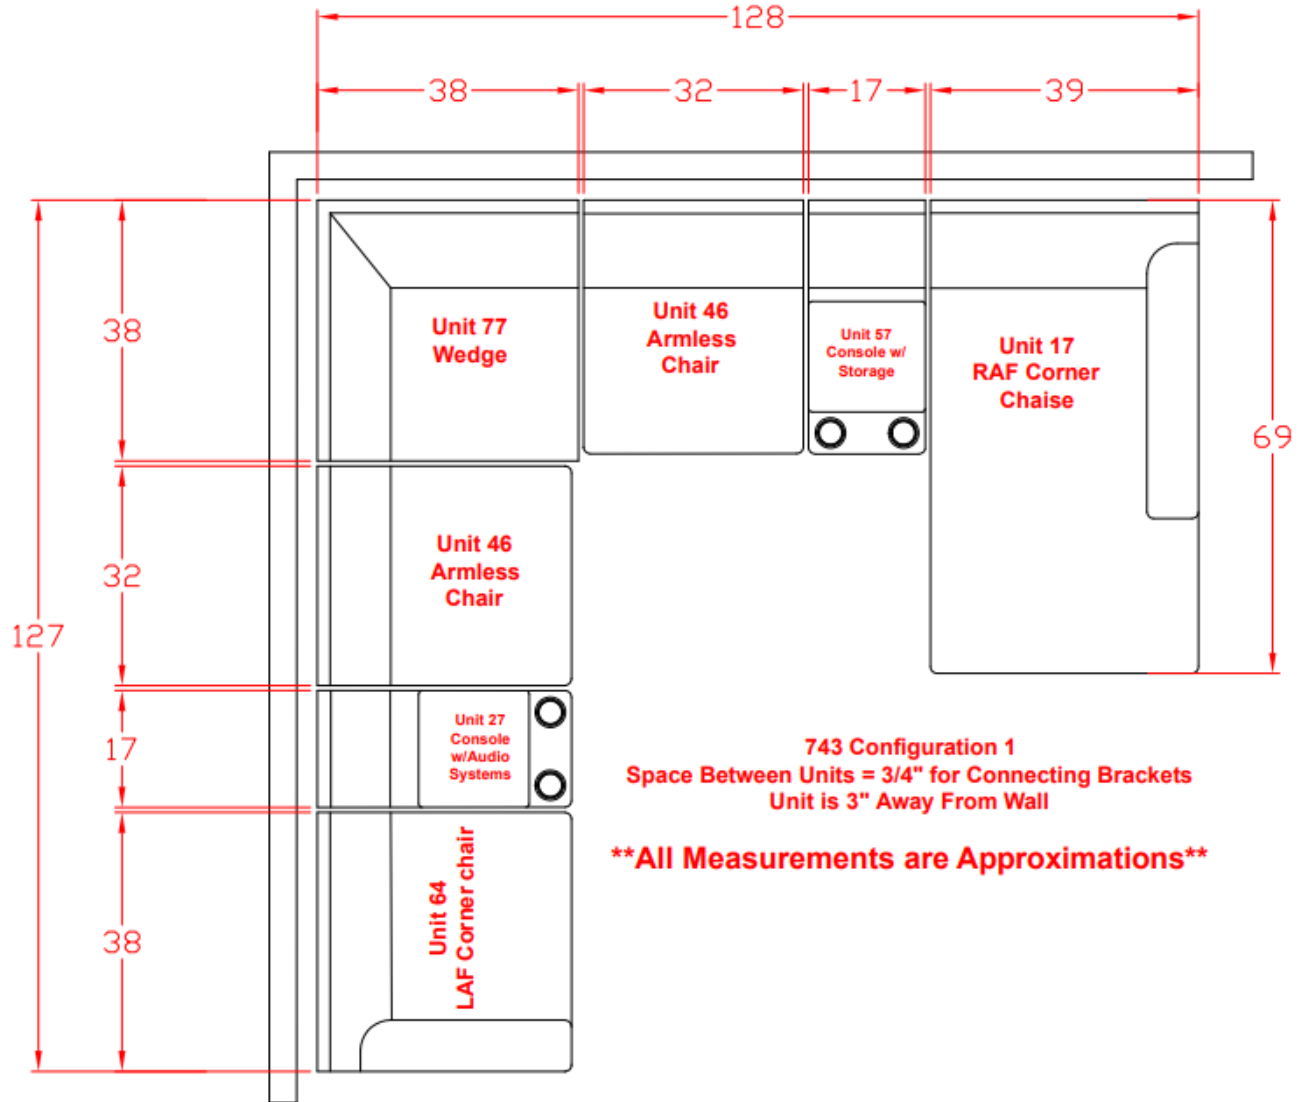 128
38
32
17
39
Unit 77
Wedge
Unit 46
Armless
Chair
Unit 57
Console w/
Storage
Unit 17
RAF Corner
Chaise
38
69
Unit 46
Armless
Chair
32
127
Unit 27
Console
w/Audio
Systems
17
743 Configuration 1
Space Between Units = 3/4" for Connecting Brackets
Unit is 3" Away From Wall
**All Measurements are Approximations**
Unit 64
LAF Corner chair
38